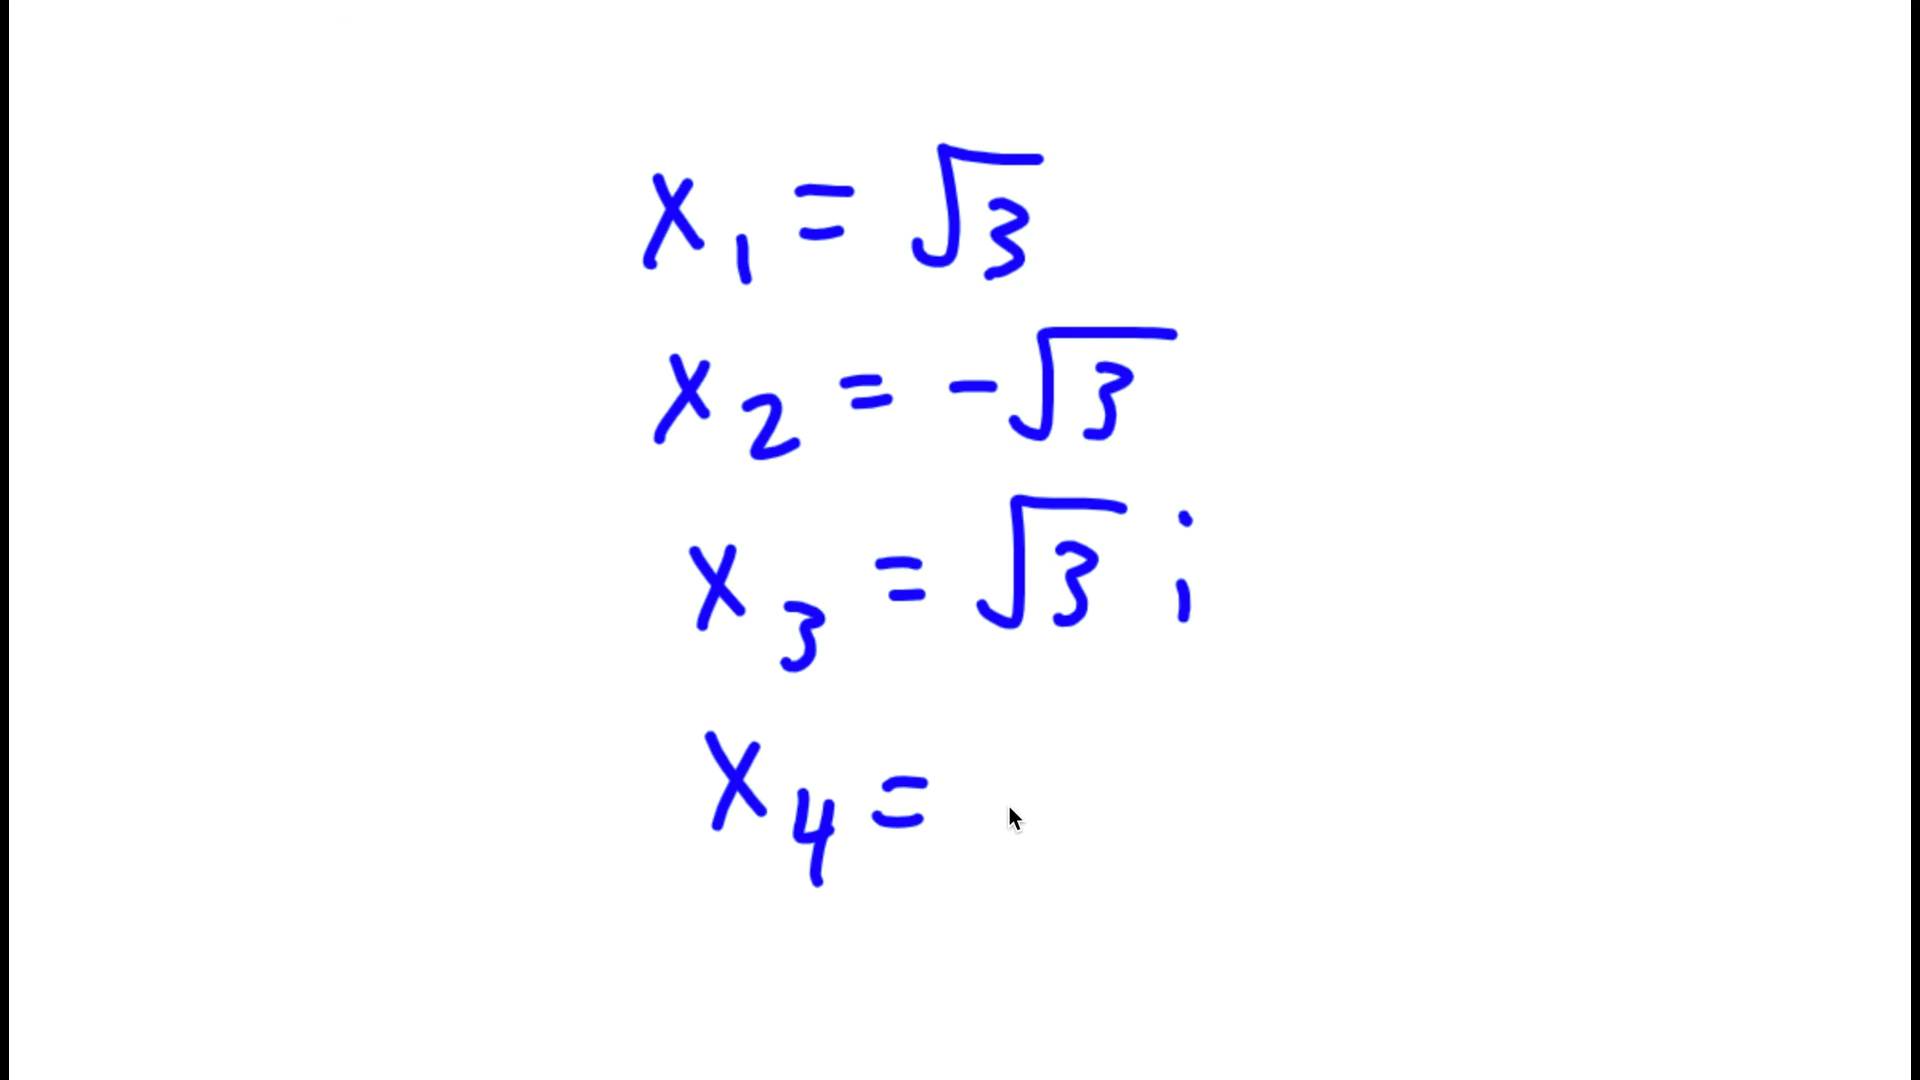 x₁ = √3
x₂ = -√3
x₃ = √3 i
x₄ =